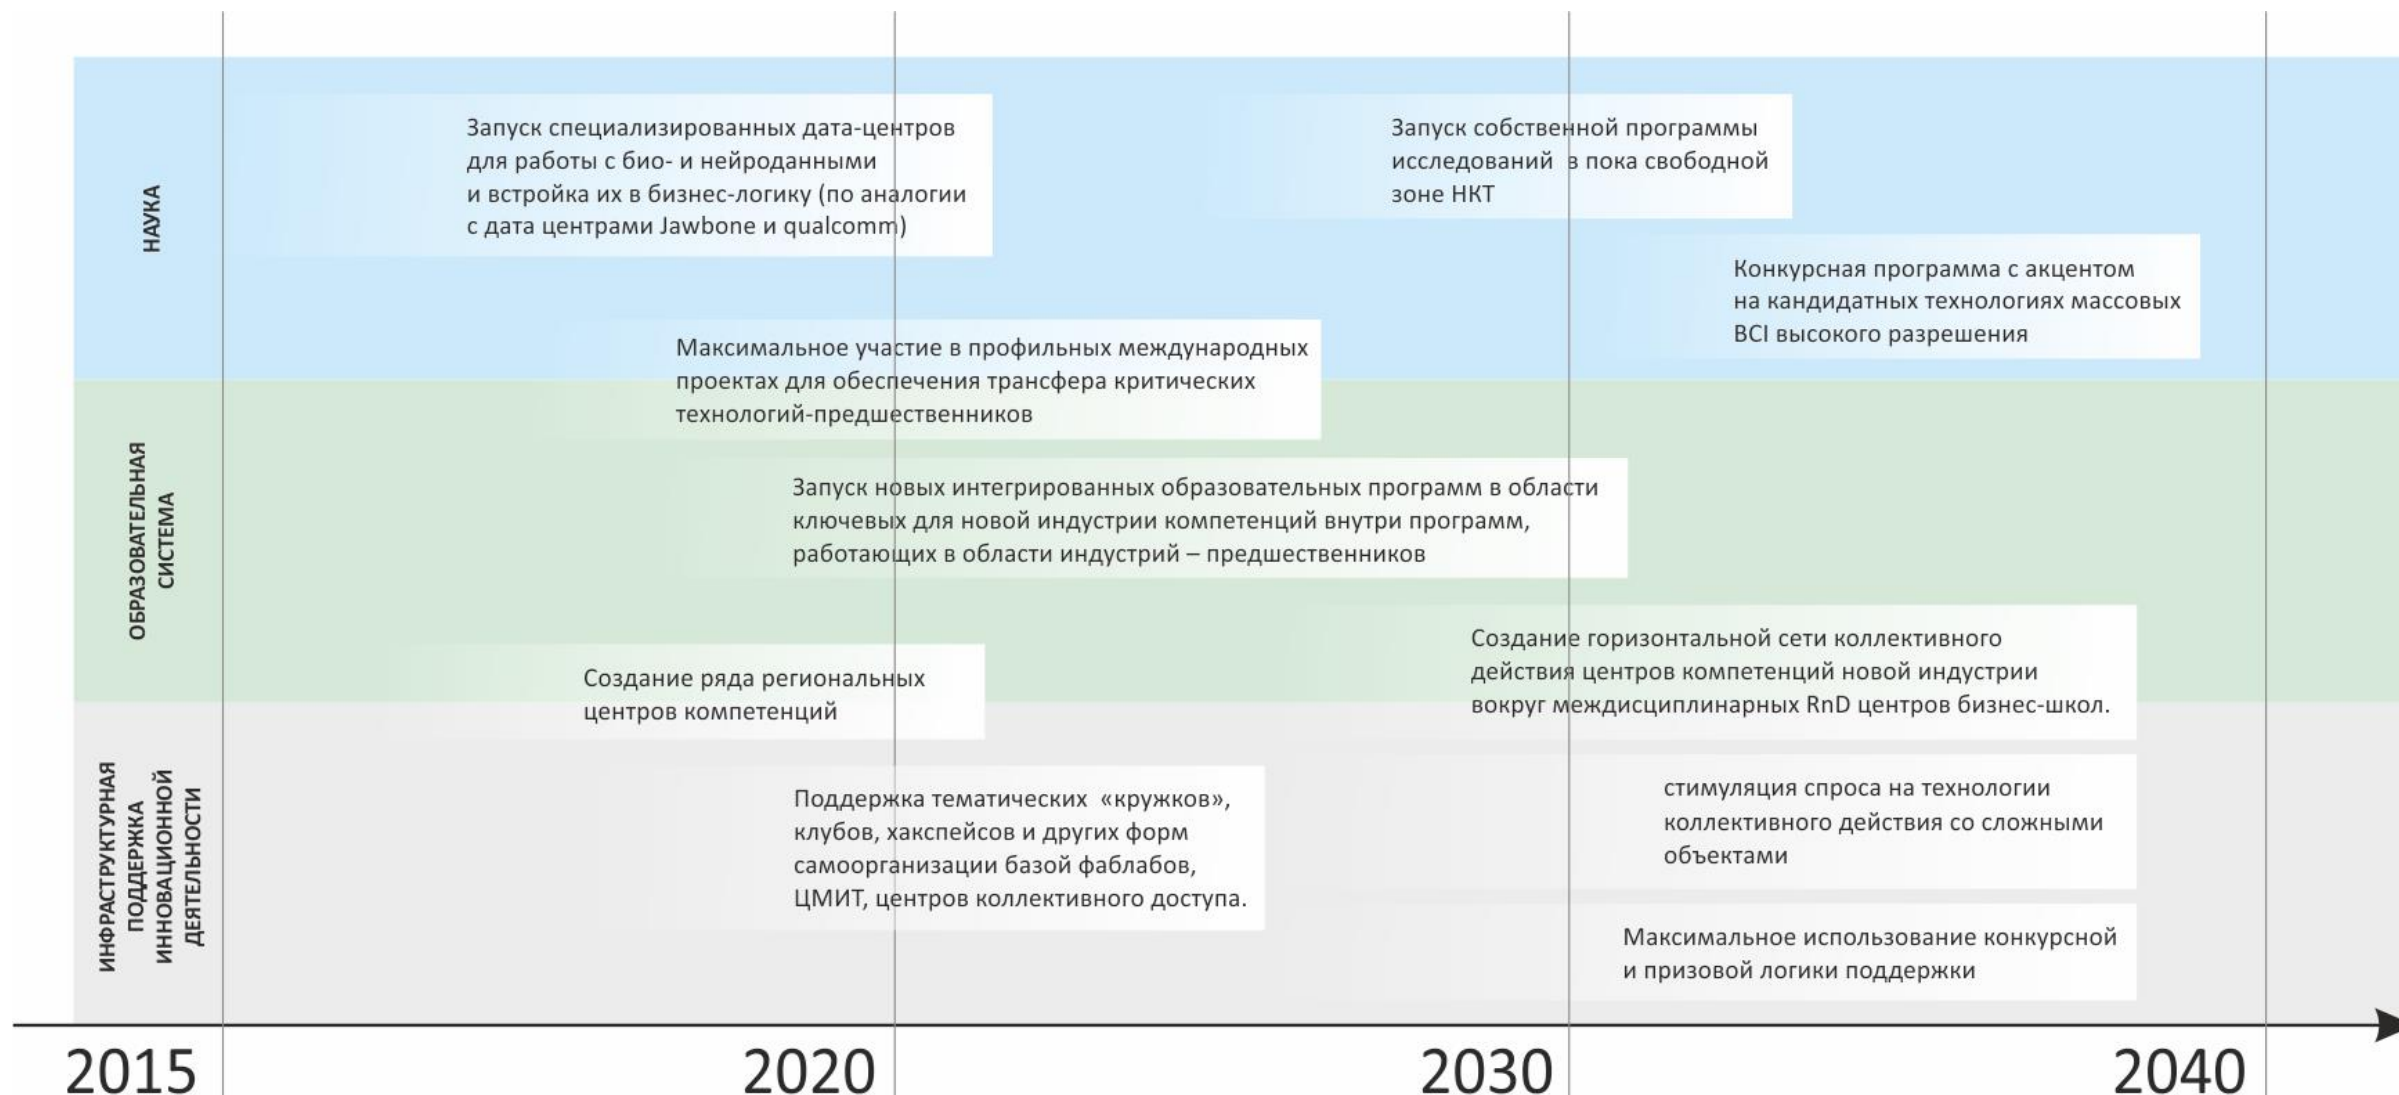 НАУКА
Запуск специализированных дата-центров
для работы с био- и нейроданными
и встройка их в бизнес-логику (по аналогии
с дата центрами Jawbone и qualcomm)
Запуск собственной программы
исследований в пока свободной
зоне НКТ
Конкурсная программа с акцентом
на кандидатных технологиях массовых
BCI высокого разрешения
Максимальное участие в профильных международных
проектах для обеспечения трансфера критических
технологий-предшественников
ОБРАЗОВАТЕЛЬНАЯ
СИСТЕМА
Запуск новых интегрированных образовательных программ в области
ключевых для новой индустрии компетенций внутри программ,
работающих в области индустрий – предшественников
Создание ряда региональных
центров компетенций
Создание горизонтальной сети коллективного
действия центров компетенций новой индустрии
вокруг междисциплинарных RnD центров бизнес-школ.
ИНФРАСТРУКТУРНАЯ
ПОДДЕРЖКА
ИННОВАЦИОННОЙ
ДЕЯТЕЛЬНОСТИ
Поддержка тематических «кружков»,
клубов, хакспейсов и других форм
самоорганизации базой фаблабов,
ЦМИТ, центров коллективного доступа.
стимуляция спроса на технологии
коллективного действия со сложными
объектами
Максимальное использование конкурсной
и призовой логики поддержки
2015
2020
2030
2040